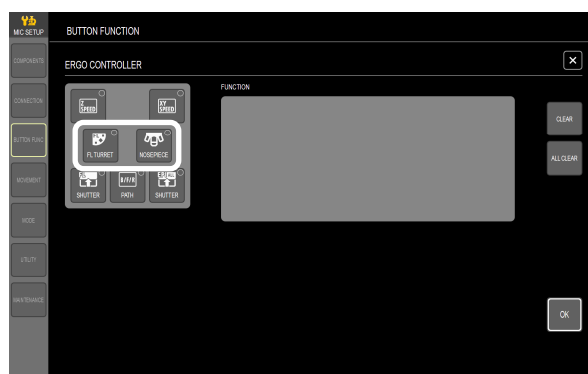 MIC SETUP
BUTTON FUNCTION
COMPONENTS
ERGO CONTROLLER
FUNCTION
CONNECTION
Z
SPEED
XY
SPEED
CLEAR
BUTTON FUNC
FL TURRET
NOSEPIECE
ALL CLEAR
MOVEMENT
SHUTTER
B/F/R
PATH
SHUTTER
MODE
UTILITY
MAINTENANCE
OK